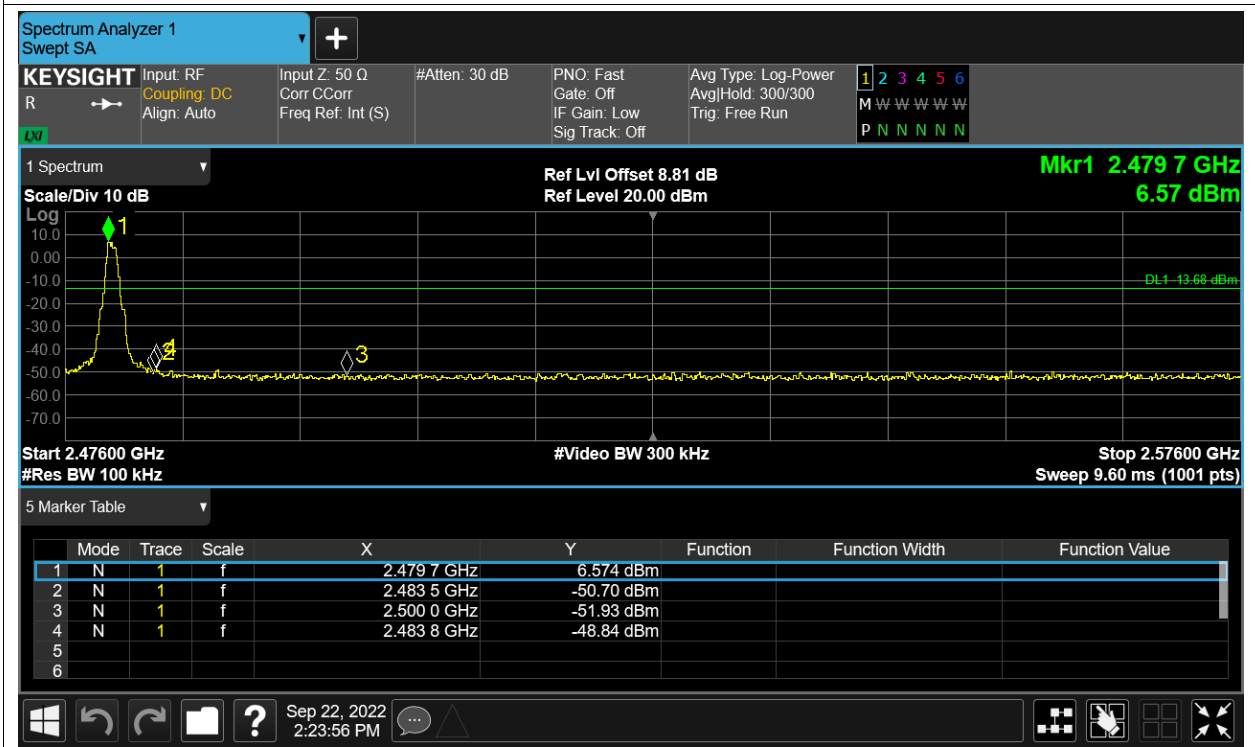 Spectrum Analyzer 1
Swept SA
KEYSIGHT Input: RF Input Z: 50 Ω #Atten: 30 dB PNO: Fast Avg Type: Log-Power 1 2 3 4 5 6
R Coupling: DC Corr CCorr Gate: Off Avg|Hold: 300/300 M W W W W W
Align: Auto Freq Ref: Int (S) IF Gain: Low Trig: Free Run
LXI Sig Track: Off P N N N N N
1 Spectrum Ref Lvl Offset 8.81 dB Mkr1 2.479 7 GHz
Scale/Div 10 dB Ref Level 20.00 dBm 6.57 dBm
Log
1
10.0
0.00
-10.0 DL1 -13.68 dBm
-20.0
-30.0
-40.0 2 4 3
-50.0
-60.0
-70.0
Start 2.47600 GHz #Video BW 300 kHz Stop 2.57600 GHz
#Res BW 100 kHz Sweep 9.60 ms (1001 pts)
5 Marker Table
Mode Trace Scale X Y Function Function Width Function Value
1 N 1 f 2.479 7 GHz 6.574 dBm
2 N 1 f 2.483 5 GHz -50.70 dBm
3 N 1 f 2.500 0 GHz -51.93 dBm
4 N 1 f 2.483 8 GHz -48.84 dBm
5
6
? Sep 22, 2022
2:23:56 PM